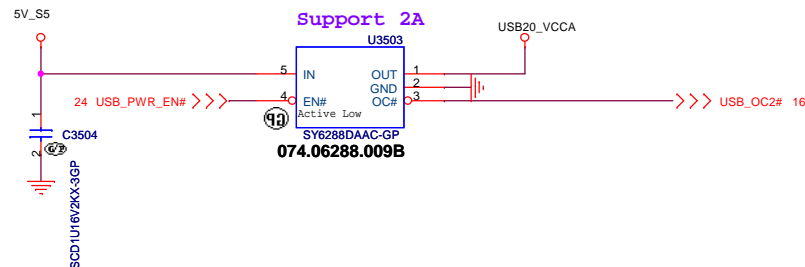 Support 2A
5V_S5
USB20_VCCA
U3503
5 IN OUT 1
GND 2
24 USB_PWR_EN# 4 EN# OC# 3 USB_OC2# 16
Active Low
GP
SY6288DAAC-GP
074.06288.009B
1
C3504
2
G/P
SCD1U16V2KX-3GP